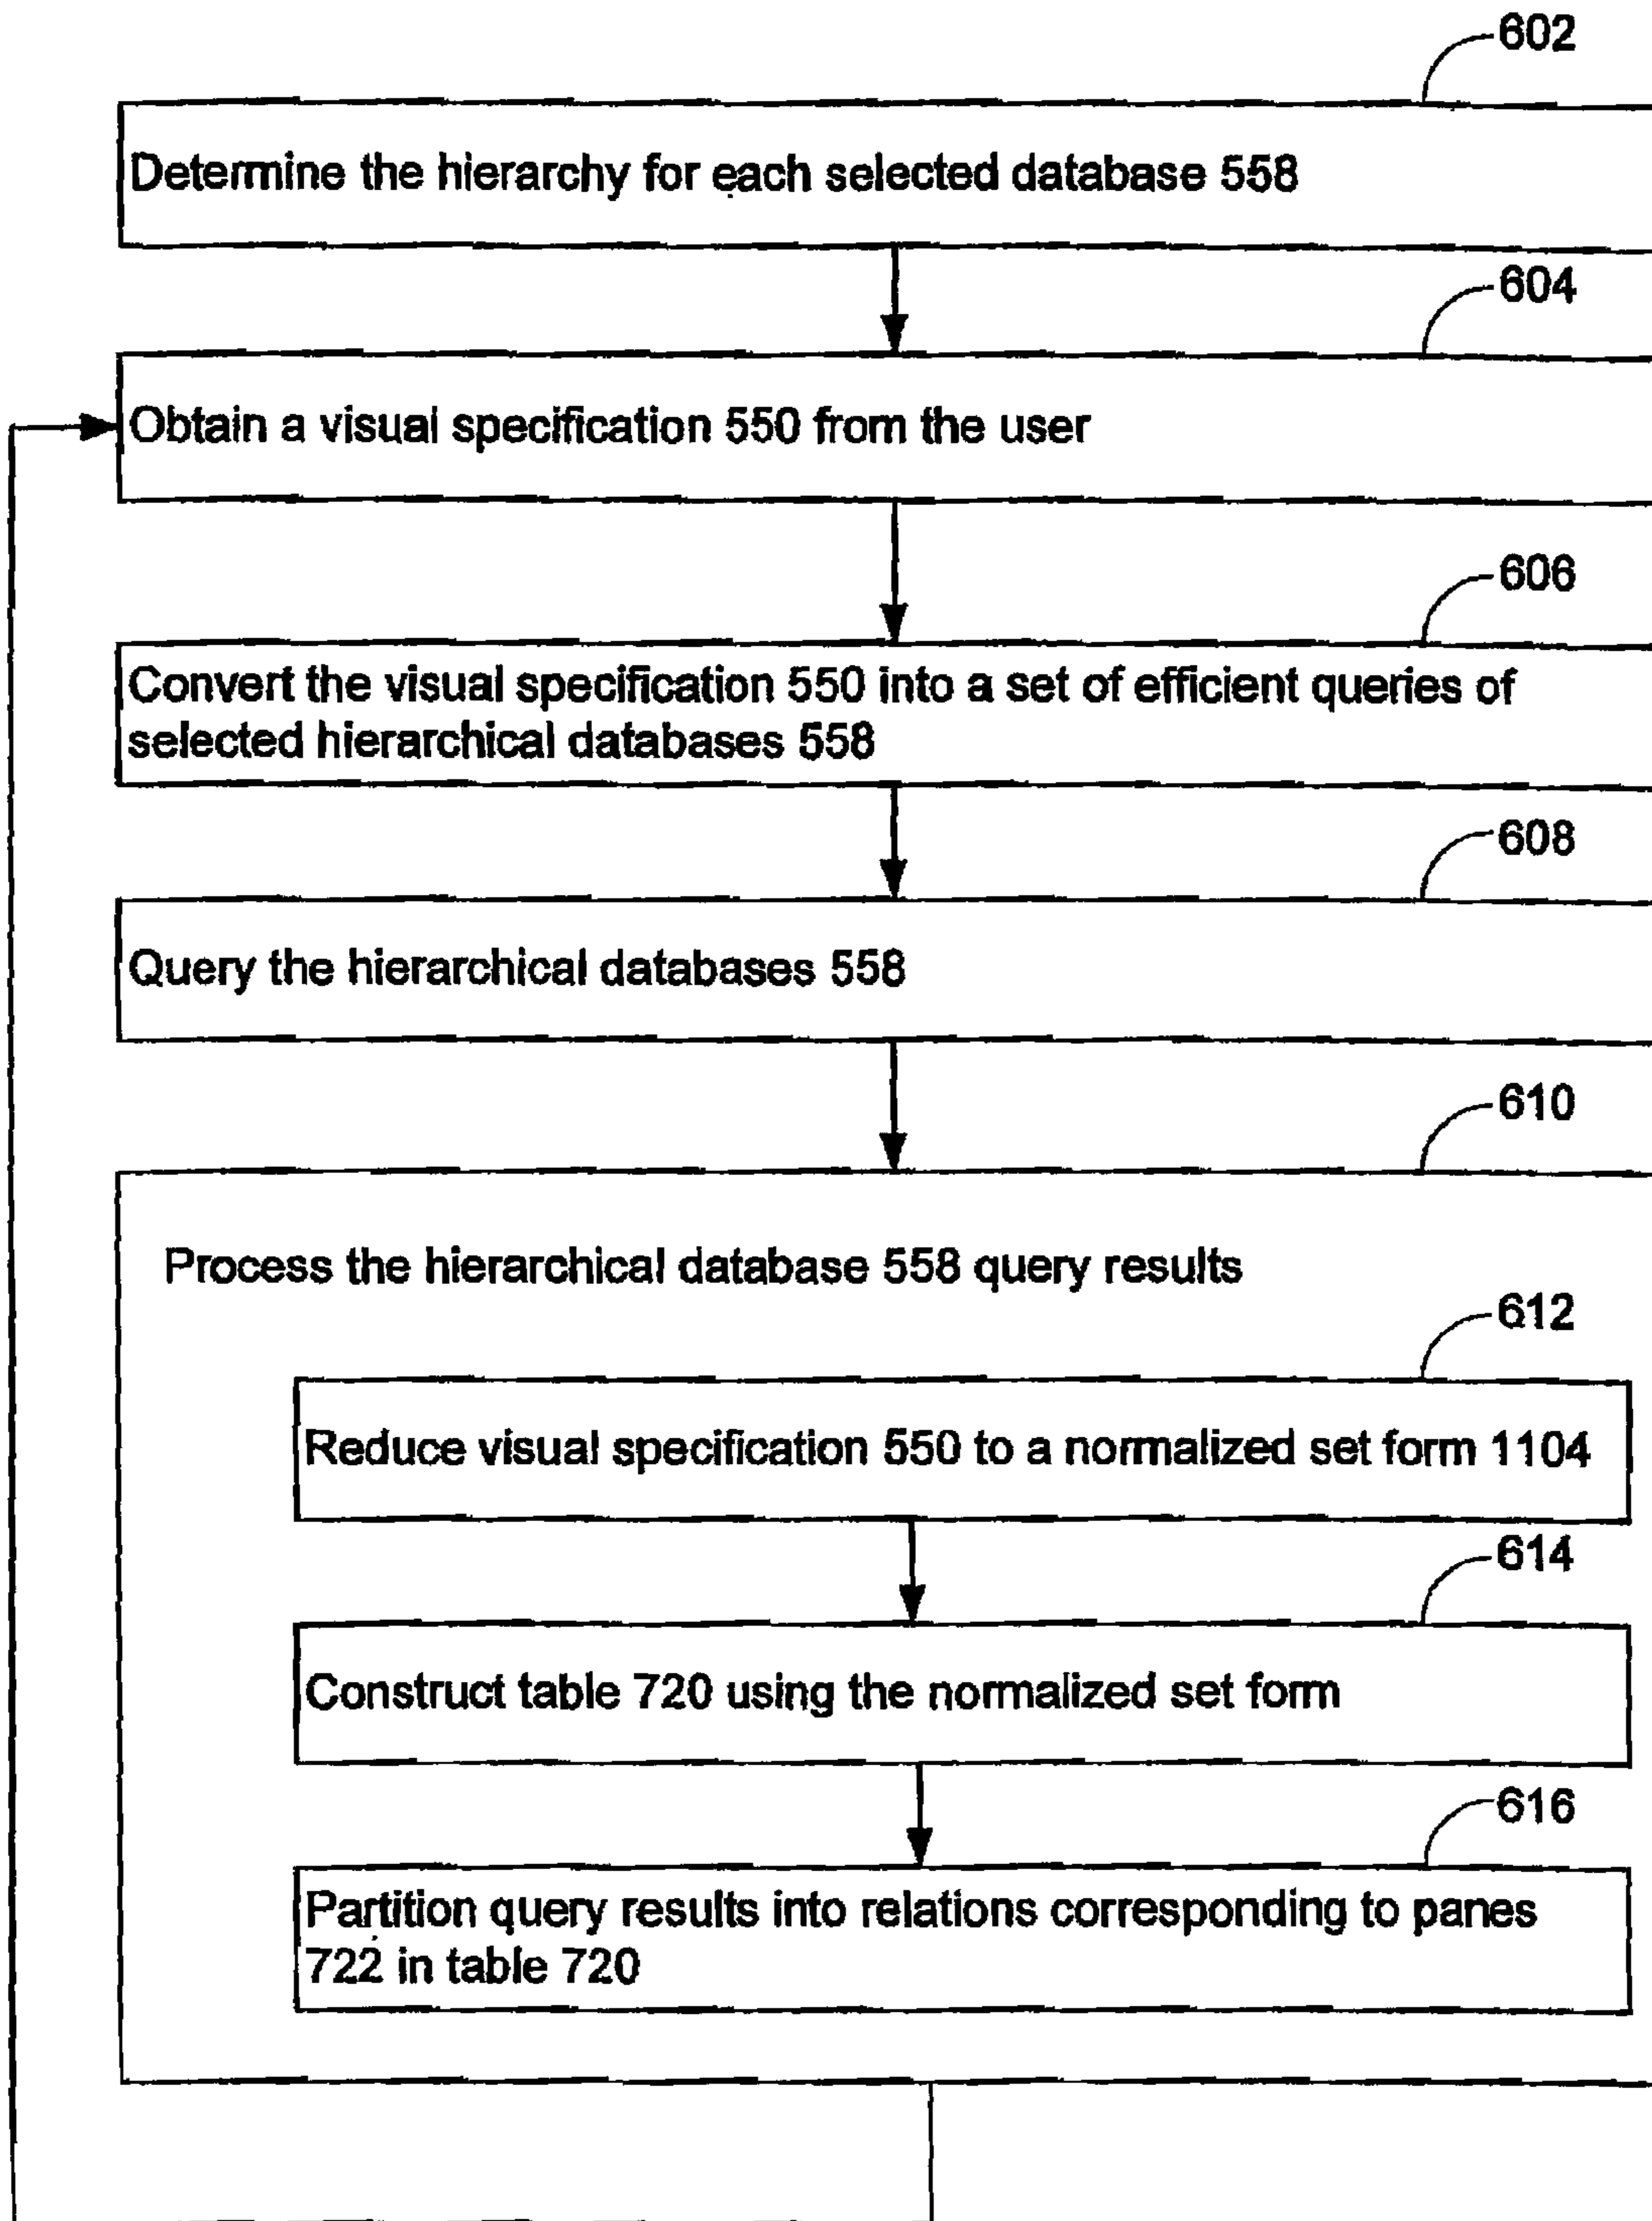 602
Determine the hierarchy for each selected database 558
604
Obtain a visual specification 550 from the user
606
Convert the visual specification 550 into a set of efficient queries of
selected hierarchical databases 558
608
Query the hierarchical databases 558
610
Process the hierarchical database 558 query results
612
Reduce visual specification 550 to a normalized set form 1104
614
Construct table 720 using the normalized set form
616
Partition query results into relations corresponding to panes
722 in table 720